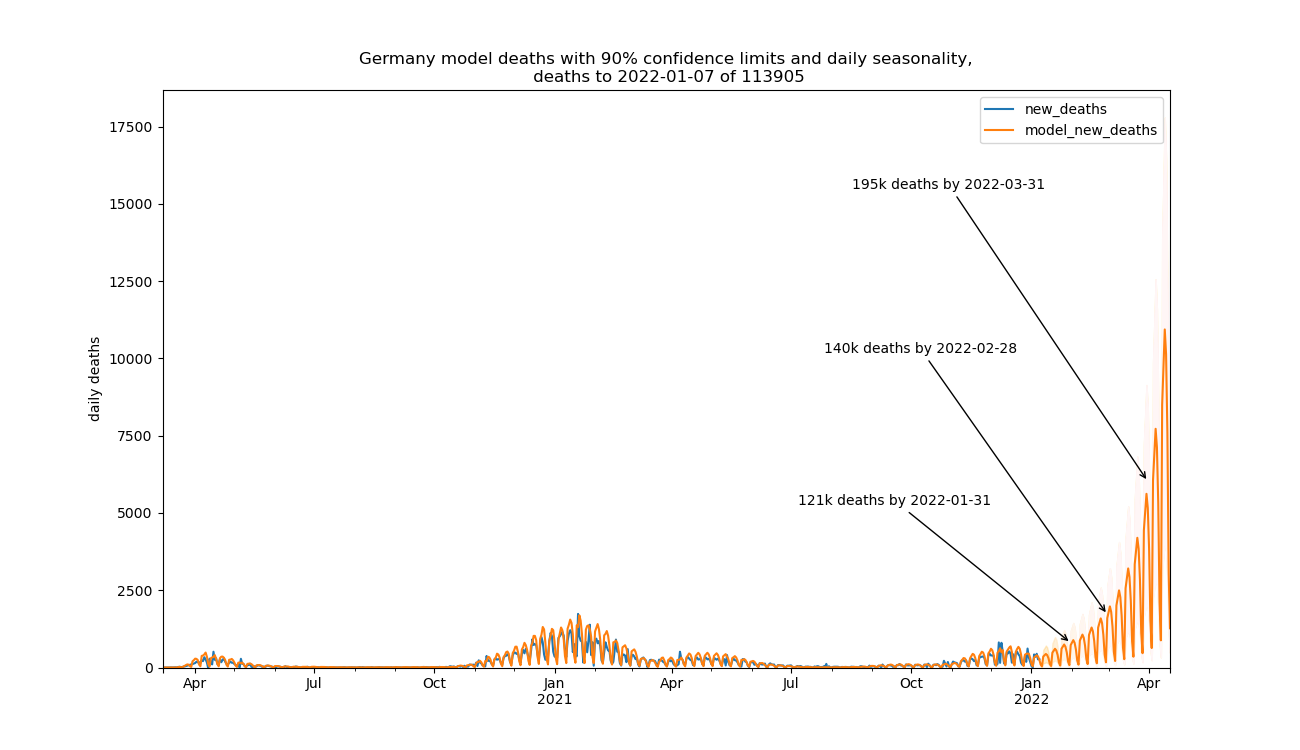 Germany model deaths with 90% confidence limits and daily seasonality,
deaths to 2022-01-07 of 113905
new_deaths
model_new_deaths
17500
15000
12500
10000
7500
5000
2500
0
daily deaths
195k deaths by 2022-03-31
140k deaths by 2022-02-28
121k deaths by 2022-01-31
Apr
Jul
Oct
Jan
2021
Apr
Jul
Oct
Jan
2022
Apr